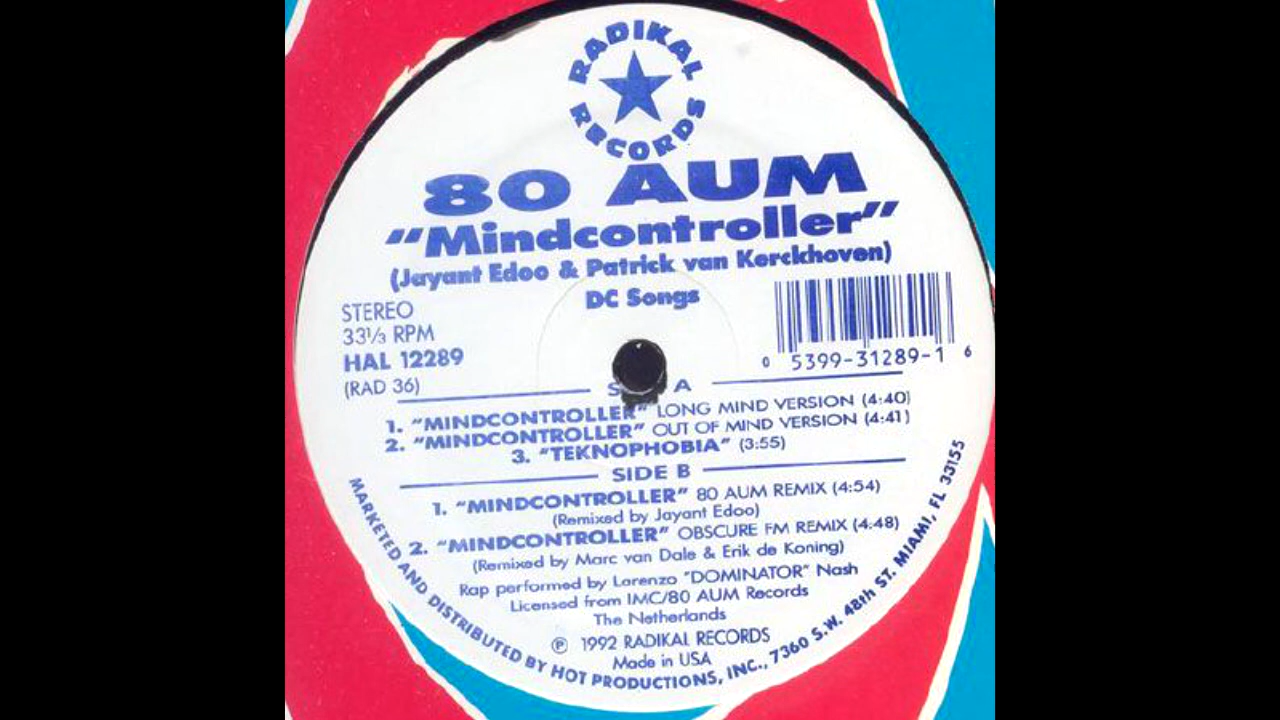 RADIKAL
RECORDS
80 AUM
"Mindcontroller"
(Jayant Edoo & Patrick van Kerckhoven)
DC Songs
STEREO
33⅓ RPM
HAL 12289
(RAD 36)
0 5399-31289-1 6
A
1. "MINDCONTROLLER" LONG MIND VERSION (4:40)
2. "MINDCONTROLLER" OUT OF MIND VERSION (4:41)
3. "TEKNOPHOBIA" (3:55)
SIDE B
1. "MINDCONTROLLER" 80 AUM REMIX (4:54)
(Remixed by Jayant Edoo)
2. "MINDCONTROLLER" OBSCURE FM REMIX (4:48)
(Remixed by Marc van Dale & Erik de Koning)
Rap performed by Lorenzo "DOMINATOR" Nash
Licensed from IMC/80 AUM Records
The Netherlands
℗ 1992 RADIKAL RECORDS
Made in USA
MARKETED AND DISTRIBUTED BY HOT PRODUCTIONS, INC., 7360 S.W. 48th ST. MIAMI, FL 33155